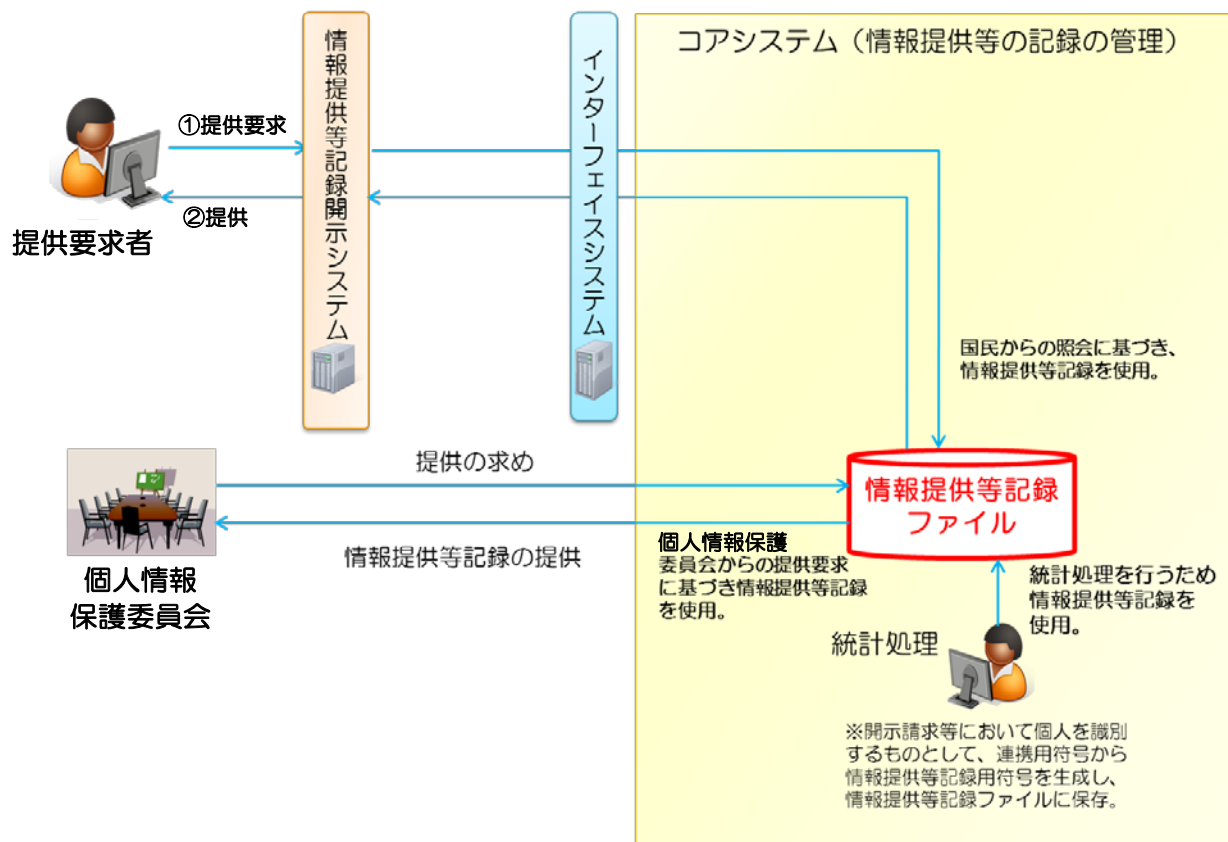 コアシステム（情報提供等の記録の管理）
情報提供等記録開示システム
インターフェイスシステム
①提供要求
②提供
提供要求者
国民からの照会に基づき、
情報提供等記録を使用。
提供の求め
情報提供等記録
ファイル
情報提供等記録の提供
個人情報保護
委員会からの提供要求
に基づき情報提供等記録
を使用。
個人情報
保護委員会
統計処理を行うため
情報提供等記録を
使用。
統計処理
※開示請求等において個人を識別
するものとして、連携用符号から
情報提供等記録用符号を生成し、
情報提供等記録ファイルに保存。